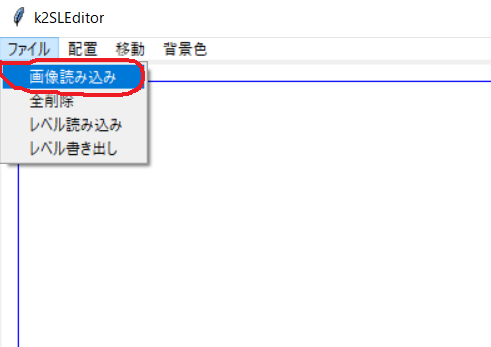 k2SLEditor
ファイル 配置 移動 背景色
画像読み込み
全削除
レベル読み込み
レベル書き出し